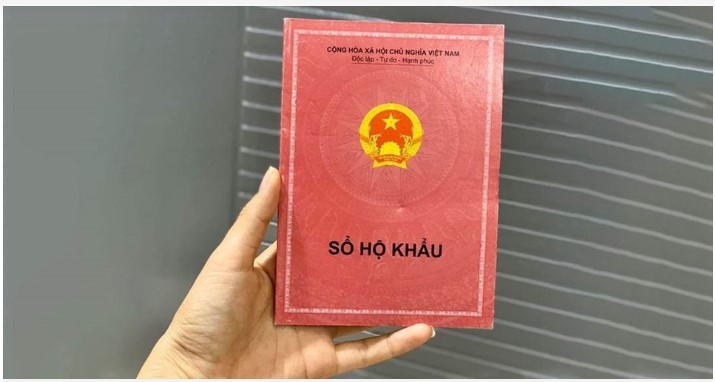 CỘNG HÒA XÃ HỘI CHỦ NGHĨA VIỆT NAM
Độc lập - Tự do - Hạnh phúc
SỔ HỘ KHẨU